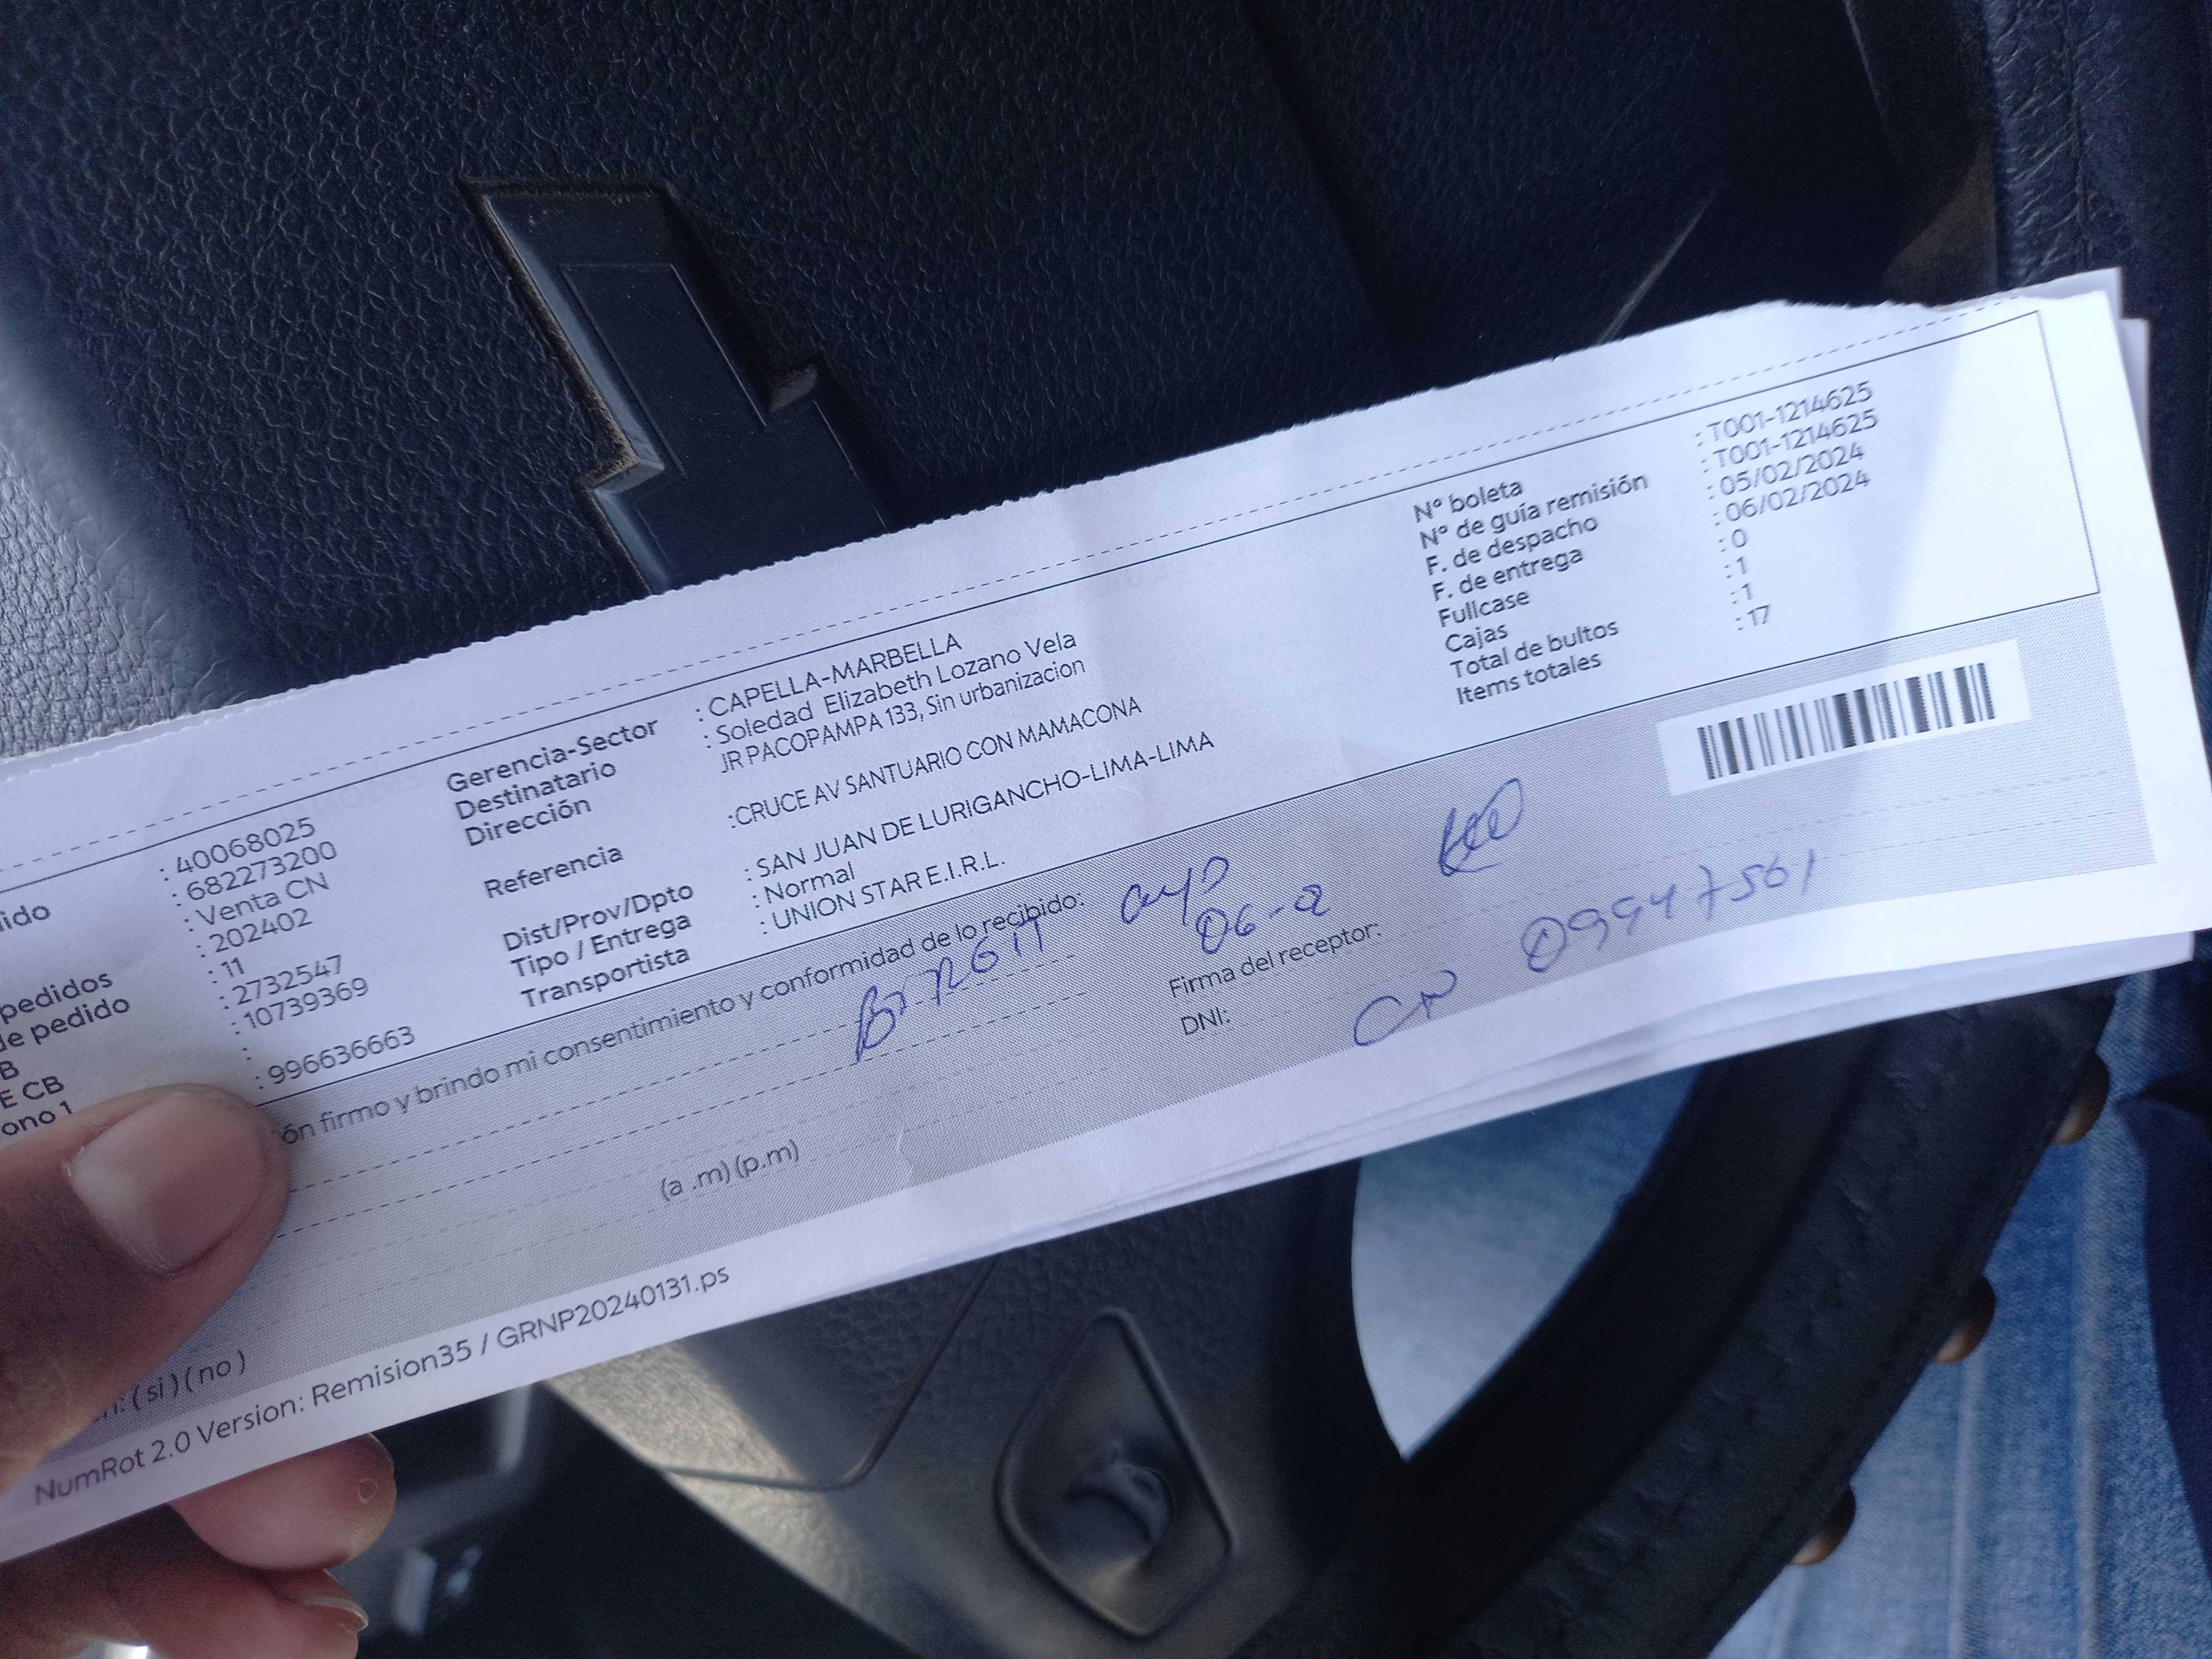 ido : 40068025
: 682273200
: Venta CN
pedidos : 202402
de pedido : 11
B : 2732547
E CB : 10739369
:
ono 1 : 996636663
Gerencia-Sector : CAPELLA-MARBELLA
Destinatario : Soledad Elizabeth Lozano Vela
Dirección JR PACOPAMPA 133, Sin urbanizacion
Referencia :CRUCE AV SANTUARIO CON MAMACONA
Dist/Prov/Dpto : SAN JUAN DE LURIGANCHO-LIMA-LIMA
Tipo / Entrega : Normal
Transportista : UNION STAR E.I.R.L.
N° boleta : T001-1214625
N° de guía remisión : T001-1214625
F. de despacho : 05/02/2024
F. de entrega : 06/02/2024
Fullcase : 0
Cajas : 1
Total de bultos : 1
Items totales : 17
ón firmo y brindo mi consentimiento y conformidad de lo recibido:
06-2
Firma del receptor:
DNI: CN 09947561
(a .m) (p.m)
n: ( si ) ( no )
NumRot 2.0 Version: Remision35 / GRNP20240131.ps